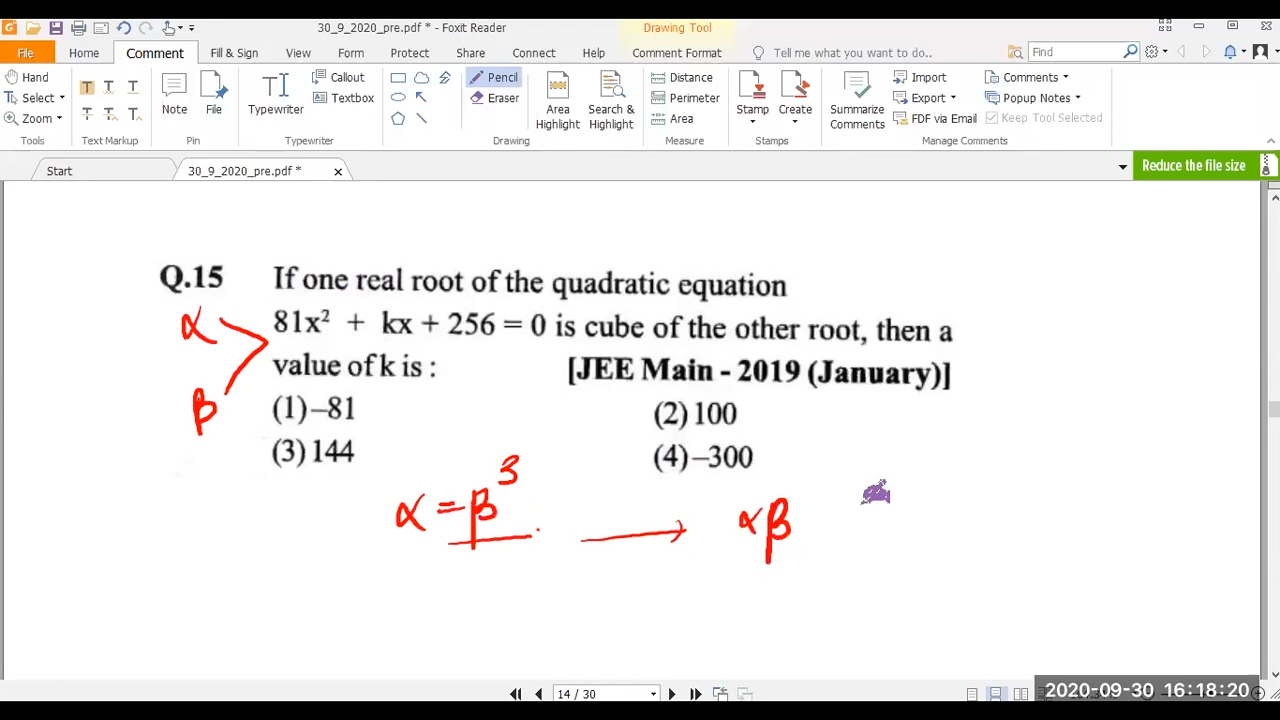 30_9_2020_pre.pdf * - Foxit Reader
Drawing Tool
File Home Comment Fill & Sign View Form Protect Share Connect Help Comment Format Tell me what you want to do.. Find
Hand
Select
Zoom
Tools
Text Markup
Note
File
Pin
Typewriter
Callout
Textbox
Typewriter
Pencil
Eraser
Area Highlight
Search & Highlight
Drawing
Distance
Perimeter
Area
Measure
Stamp
Create
Stamps
Summarize Comments
Import
Export
FDF via Email
Comments
Popup Notes
Keep Tool Selected
Manage Comments
Start
30_9_2020_pre.pdf *
Reduce the file size
Q.15 If one real root of the quadratic equation
81x² + kx + 256 = 0 is cube of the other root, then a
value of k is : [JEE Main - 2019 (January)]
(1) –81 (2) 100
(3) 144 (4) –300
α
β
α = β³ → αβ
14 / 30
2020-09-30 16:18:20